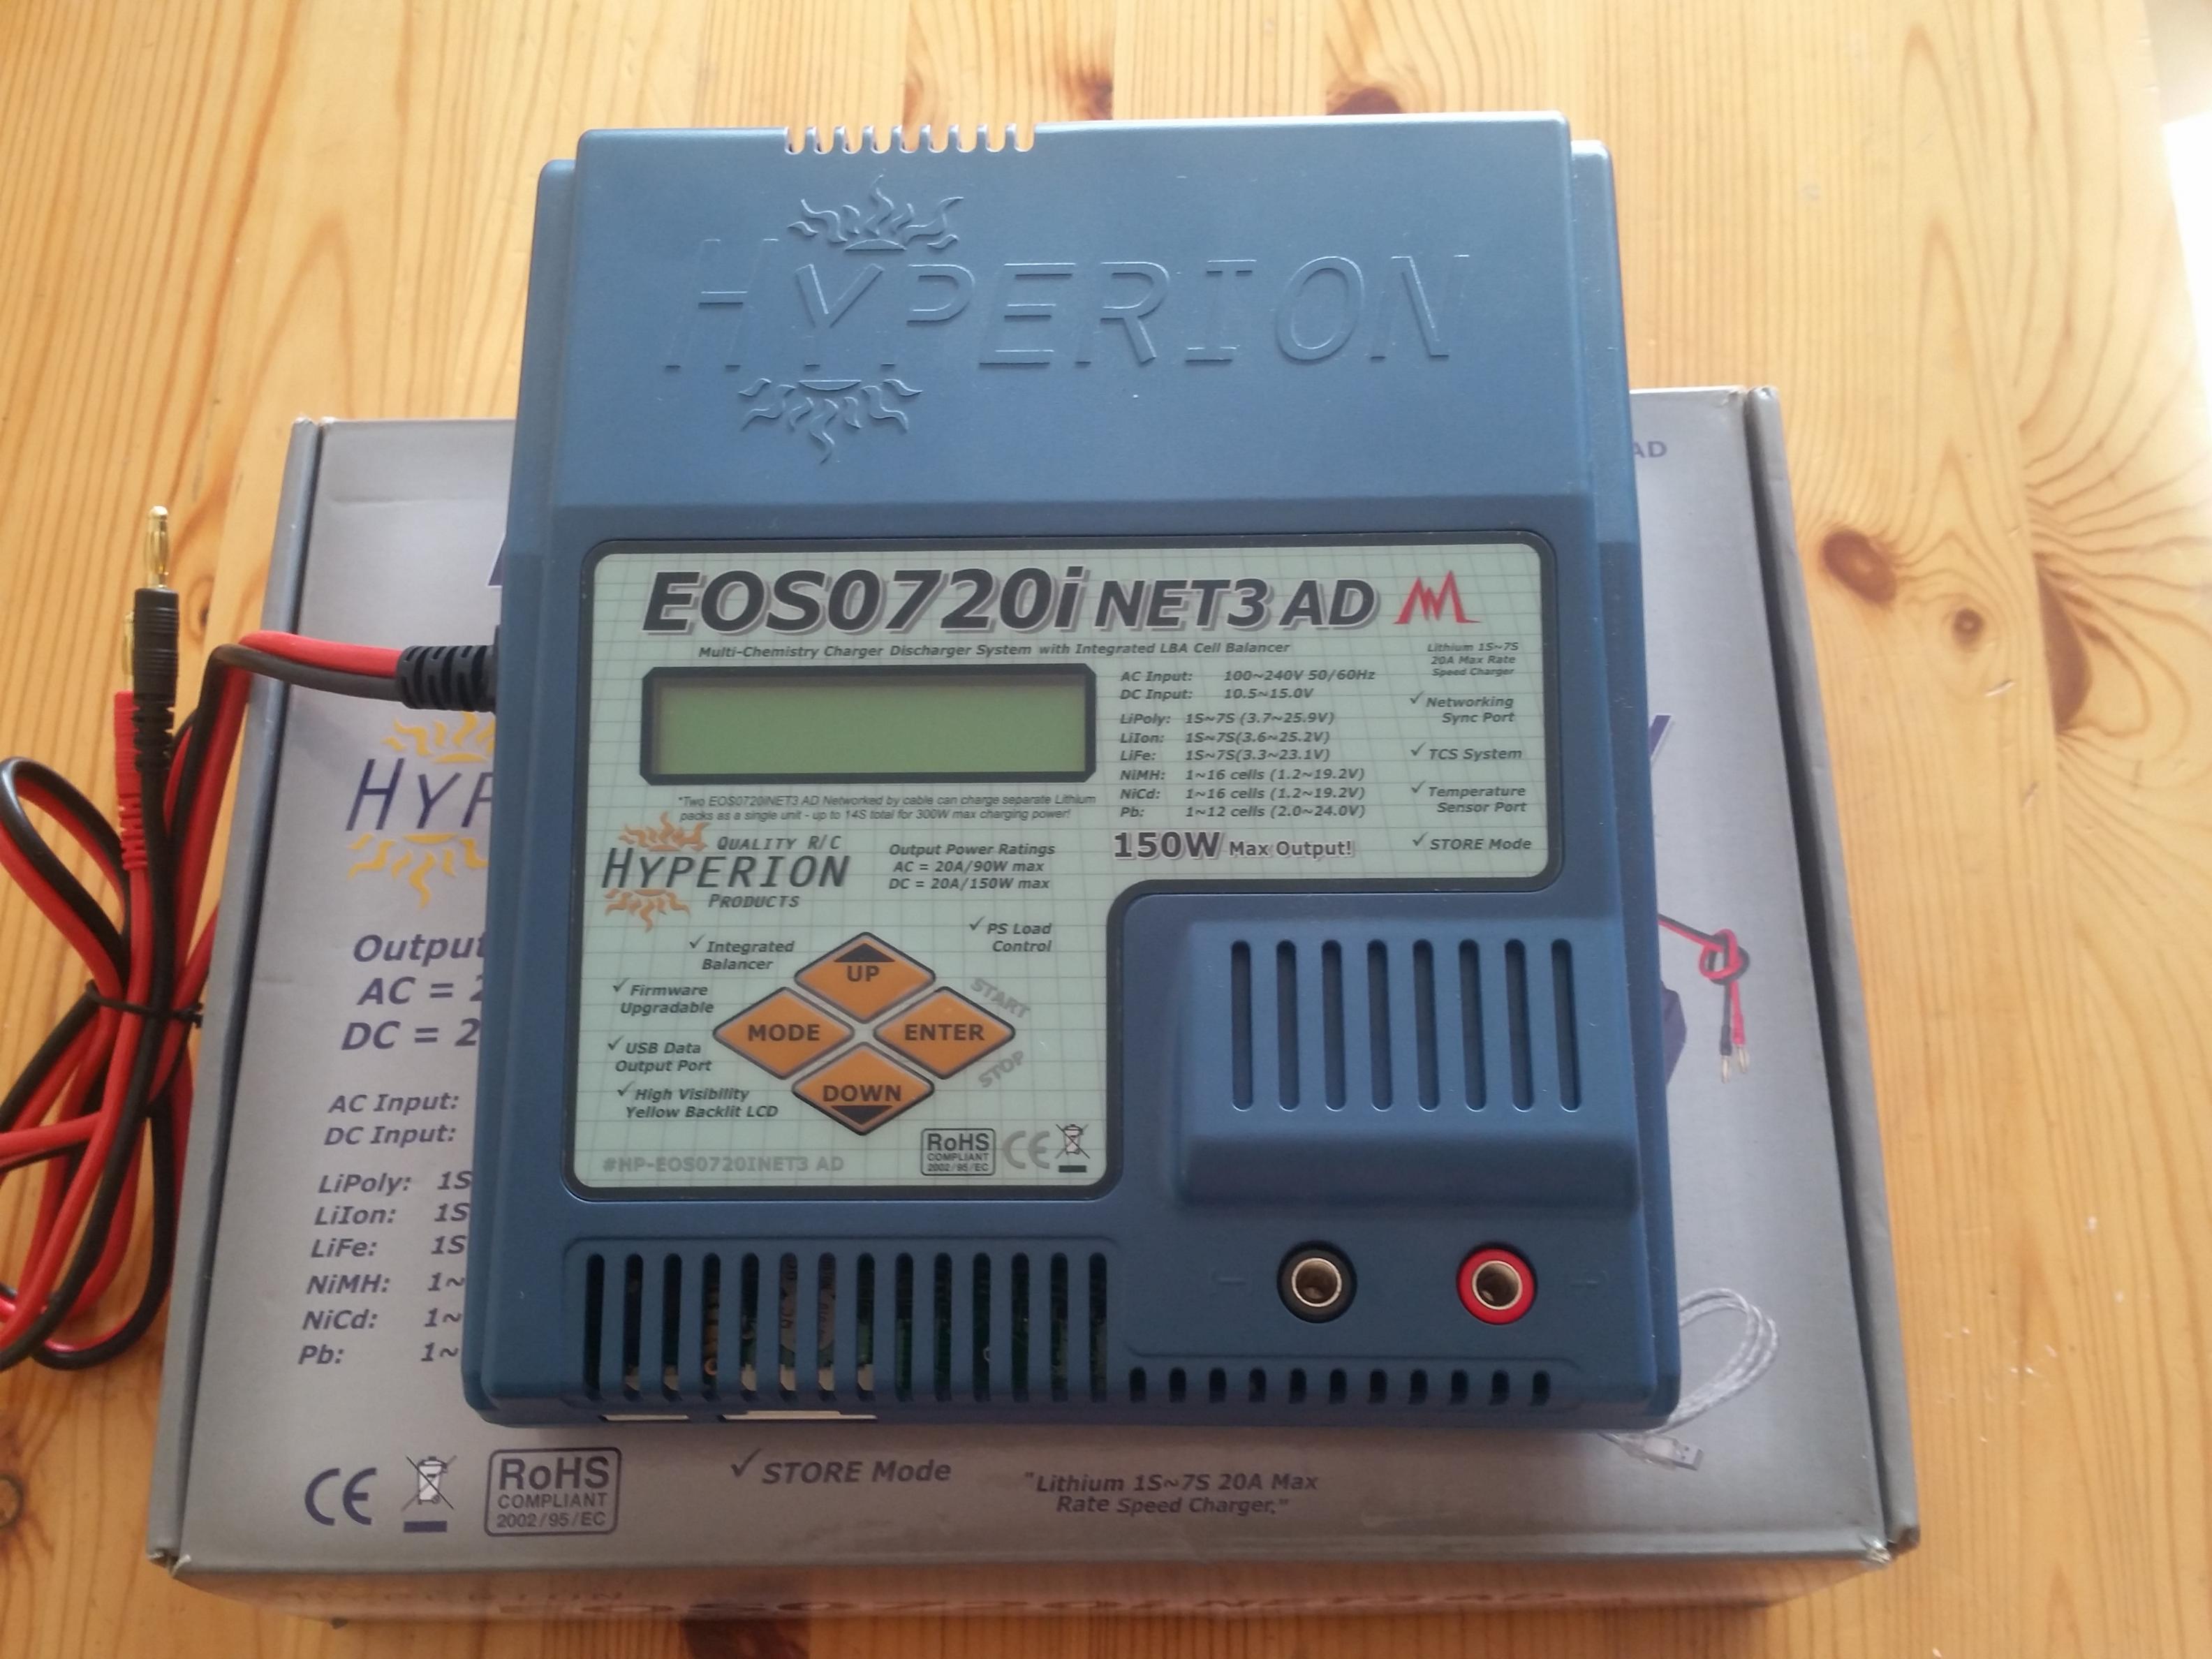 HYPERION
EOS0720i NET3 AD
Multi-Chemistry Charger Discharger System with Integrated LBA Cell Balancer
Lithium 1S~7S
20A Max Rate
Speed Charger
AC Input: 100~240V 50/60Hz
DC Input: 10.5~15.0V
LiPoly: 1S~7S (3.7~25.9V)
LiIon: 1S~7S(3.6~25.2V)
LiFe: 1S~7S(3.3~23.1V)
NiMH: 1~16 cells (1.2~19.2V)
NiCd: 1~16 cells (1.2~19.2V)
Pb: 1~12 cells (2.0~24.0V)
150W Max Output!
✓ Networking
Sync Port
✓ TCS System
✓ Temperature
Sensor Port
✓ STORE Mode
*Two EOS0720iNET3 AD Networked by cable can charge separate Lithium
packs as a single unit - up to 14S total for 300W max charging power!
QUALITY R/C
HYPERION
PRODUCTS
Output Power Ratings
AC = 20A/90W max
DC = 20A/150W max
✓ PS Load
Control
✓ Integrated
Balancer
✓ Firmware
Upgradable
✓ USB Data
Output Port
✓ High Visibility
Yellow Backlit LCD
UP
MODE
ENTER
DOWN
START
STOP
#HP-EOS0720INET3 AD
RoHS
COMPLIANT
2002/95/EC
CE
- +
AD
HYP
Output
AC = 2
DC = 2
AC Input:
DC Input:
LiPoly: 1S
LiIon: 1S
LiFe: 1S
NiMH: 1~
NiCd: 1~
Pb: 1~
CE
RoHS
COMPLIANT
2002/95/EC
✓ STORE Mode
"Lithium 1S~7S 20A Max
Rate Speed Charger."